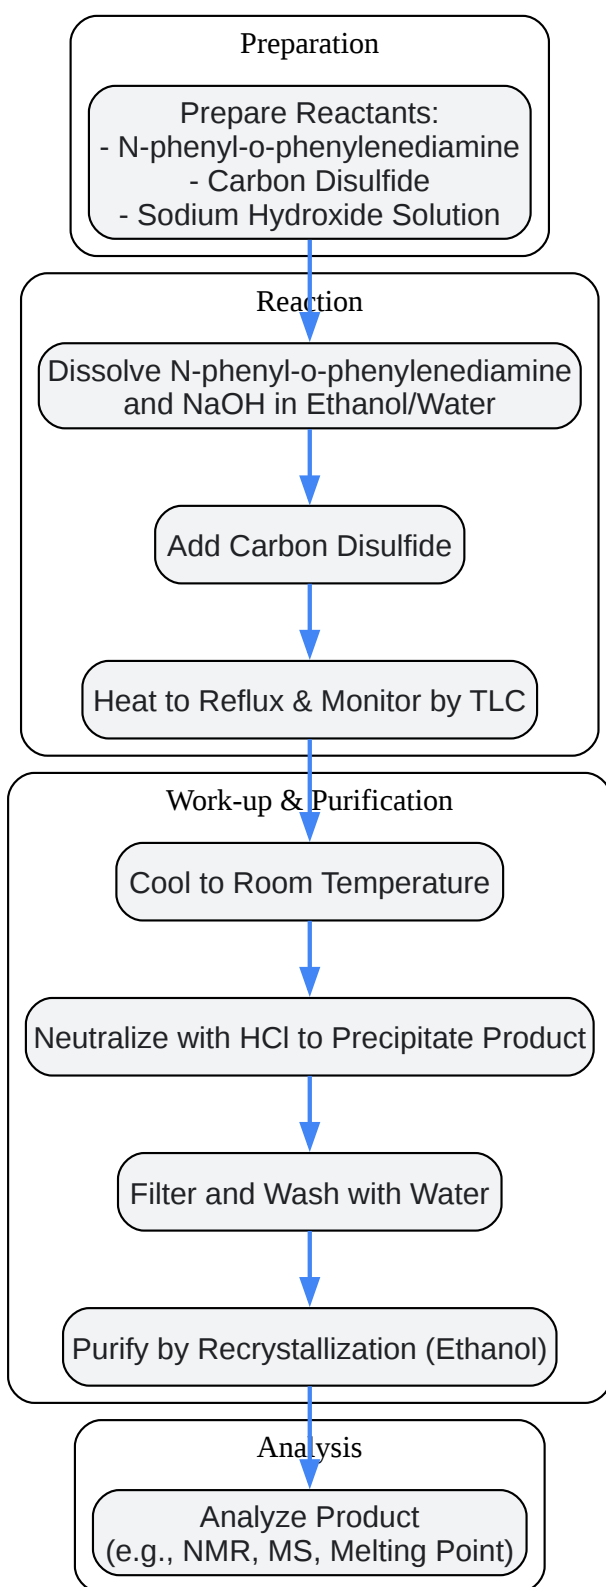 Preparation
Prepare Reactants:
- N-phenyl-o-phenylenediamine
- Carbon Disulfide
- Sodium Hydroxide Solution
Reaction
Dissolve N-phenyl-o-phenylenediamine
and NaOH in Ethanol/Water
Add Carbon Disulfide
Heat to Reflux & Monitor by TLC
Work-up & Purification
Cool to Room Temperature
Neutralize with HCl to Precipitate Product
Filter and Wash with Water
Purify by Recrystallization (Ethanol)
Analysis
Analyze Product
(e.g., NMR, MS, Melting Point)